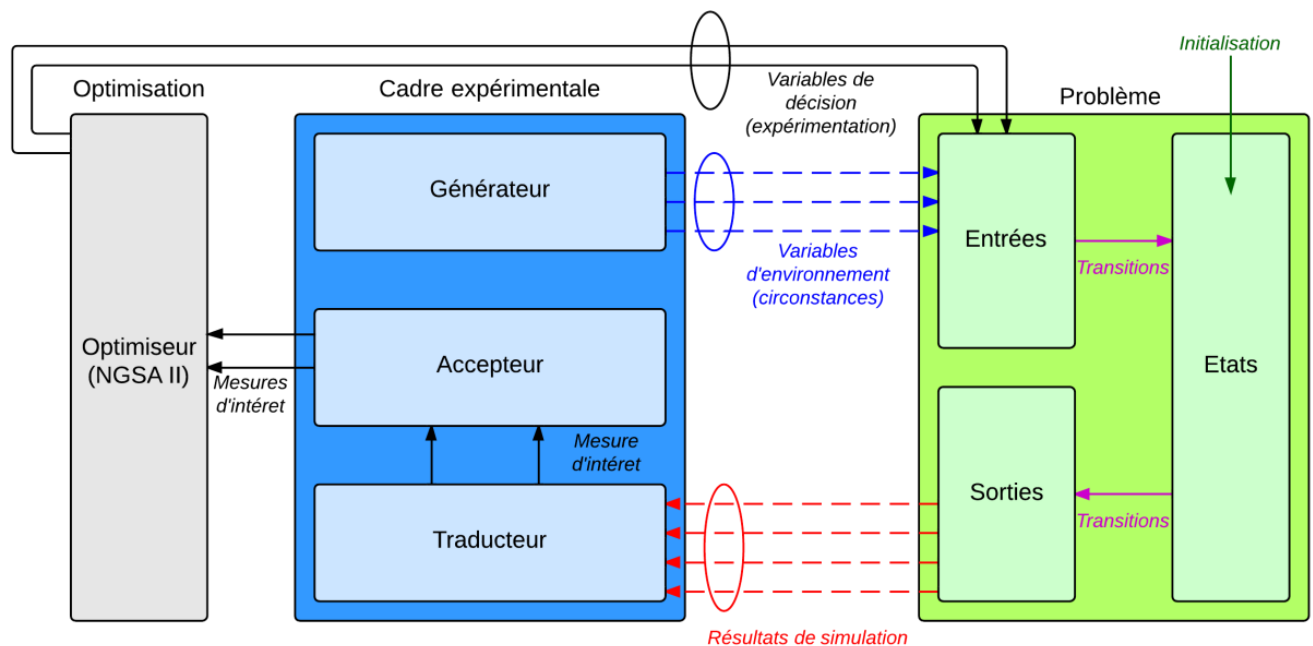 Initialisation
Optimisation
Cadre expérimentale
Variables de
décision
(expérimentation)
Problème
Générateur
Entrées
Variables
d'environnement
(circonstances)
Transitions
Optimiseur
(NGSA II)
Mesures
d'intéret
Accepteur
Etats
Mesure
d'intéret
Traducteur
Sorties
Transitions
Résultats de simulation